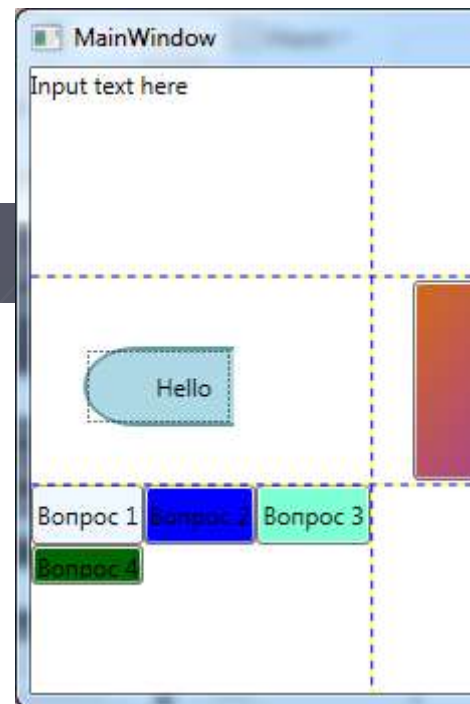 MainWindow
Input text here
Hello
Вопрос 1 Вопрос 2 Вопрос 3
Вопрос 4